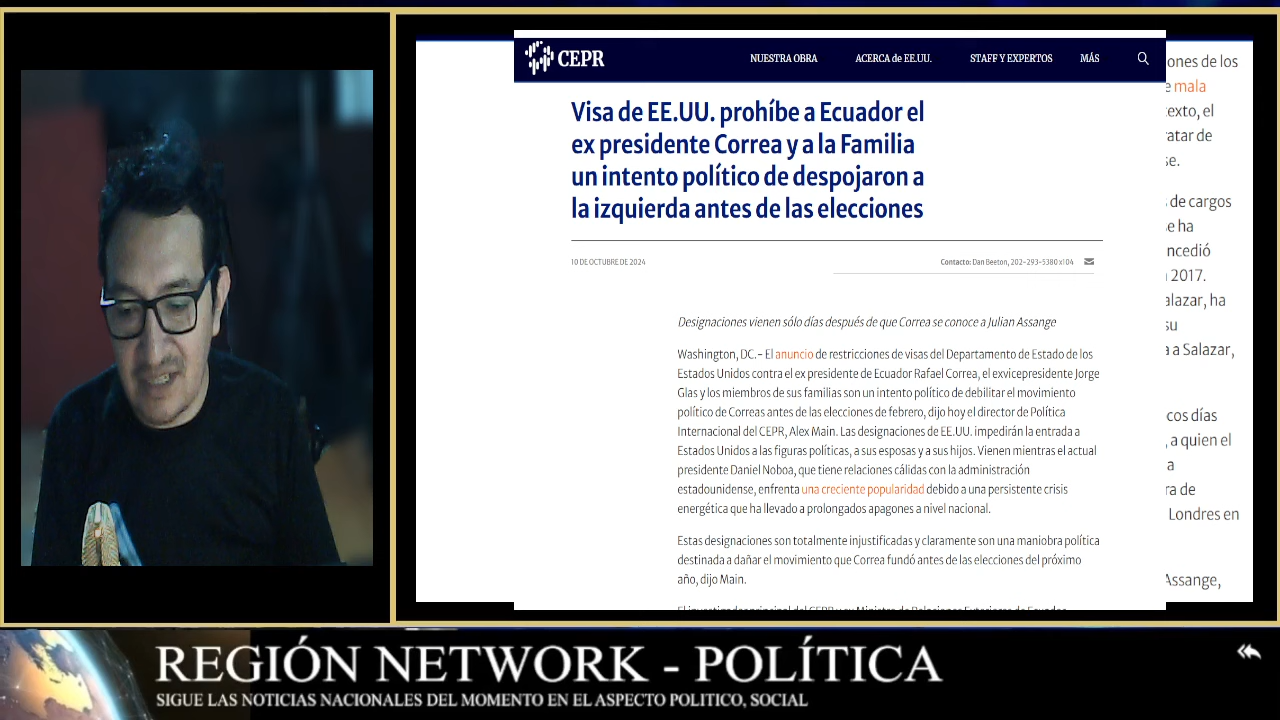 CEPR
NUESTRA OBRA
ACERCA de EE.UU.
STAFF Y EXPERTOS
MÁS
Visa de EE.UU. prohíbe a Ecuador el
ex presidente Correa y a la Familia
un intento político de despojaron a
la izquierda antes de las elecciones
10 DE OCTUBRE DE 2024
Contacto: Dan Beeton, 202-293-5380 x104
Designaciones vienen sólo días después de que Correa se conoce a Julian Assange
Washington, DC.- El anuncio de restricciones de visas del Departamento de Estado de los
Estados Unidos contra el ex presidente de Ecuador Rafael Correa, el exvicepresidente Jorge
Glas y los miembros de sus familias son un intento político de debilitar el movimiento
político de Correas antes de las elecciones de febrero, dijo hoy el director de Política
Internacional del CEPR, Alex Main. Las designaciones de EE.UU. impedirán la entrada a
Estados Unidos a las figuras políticas, a sus esposas y a sus hijos. Vienen mientras el actual
presidente Daniel Noboa, que tiene relaciones cálidas con la administración
estadounidense, enfrenta una creciente popularidad debido a una persistente crisis
energética que ha llevado a prolongados apagones a nivel nacional.
Estas designaciones son totalmente injustificadas y claramente son una maniobra política
destinada a dañar el movimiento que Correa fundó antes de las elecciones del próximo
año, dijo Main.
ones de los
e mala
texto, el
ratar de
se.
de cargos
se ha
ncedió
2017.
alazar, ha
su
a a Salazar,
cos días
, a quien el
a
ra de
Londres en
Assange,
REGIÓN NETWORK - POLÍTICA
SIGUE LAS NOTICIAS NACIONALES DEL MOMENTO EN EL ASPECTO POLITICO, SOCIAL